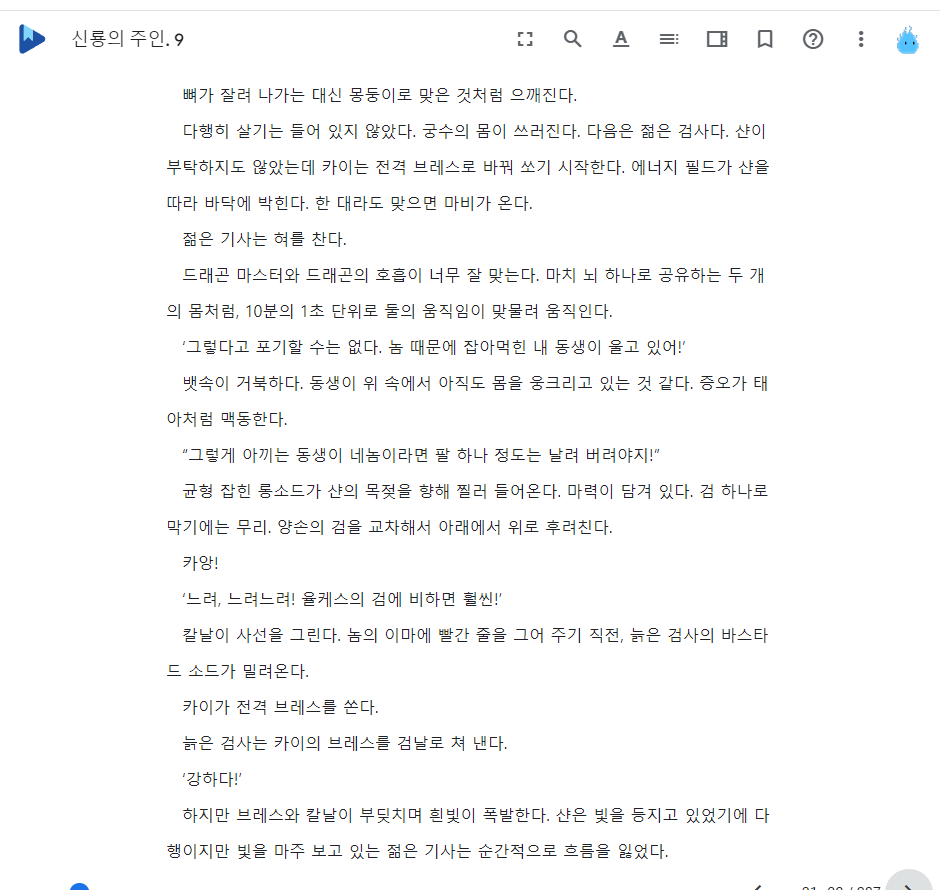 신룡의 주인. 9
뼈가 잘려 나가는 대신 몽둥이로 맞은 것처럼 으깨진다.
다행히 살기는 들어 있지 않았다. 궁수의 몸이 쓰러진다. 다음은 젊은 검사다. 샨이
부탁하지도 않았는데 카이는 전격 브레스로 바꿔 쏘기 시작한다. 에너지 필드가 샨을
따라 바닥에 박힌다. 한 대라도 맞으면 마비가 온다.
젊은 기사는 혀를 찬다.
드래곤 마스터와 드래곤의 호흡이 너무 잘 맞는다. 마치 뇌 하나로 공유하는 두 개
의 몸처럼, 10분의 1초 단위로 둘의 움직임이 맞물려 움직인다.
‘그렇다고 포기할 수는 없다. 놈 때문에 잡아먹힌 내 동생이 울고 있어!’
뱃속이 거북하다. 동생이 위 속에서 아직도 몸을 웅크리고 있는 것 같다. 증오가 태
아처럼 맥동한다.
“그렇게 아끼는 동생이 네놈이라면 팔 하나 정도는 날려 버려야지!”
균형 잡힌 롱소드가 샨의 목젖을 향해 찔러 들어온다. 마력이 담겨 있다. 검 하나로
막기에는 무리. 양손의 검을 교차해서 아래에서 위로 후려친다.
카앙!
‘느려, 느려느려! 율케스의 검에 비하면 훨씬!’
칼날이 사선을 그린다. 놈의 이마에 빨간 줄을 그어 주기 직전, 늙은 검사의 바스타
드 소드가 밀려온다.
카이가 전격 브레스를 쏜다.
늙은 검사는 카이의 브레스를 검날로 쳐 낸다.
‘강하다!’
하지만 브레스와 칼날이 부딪치며 흰빛이 폭발한다. 샨은 빛을 등지고 있었기에 다
행이지만 빛을 마주 보고 있는 젊은 기사는 순간적으로 흐름을 잃었다.